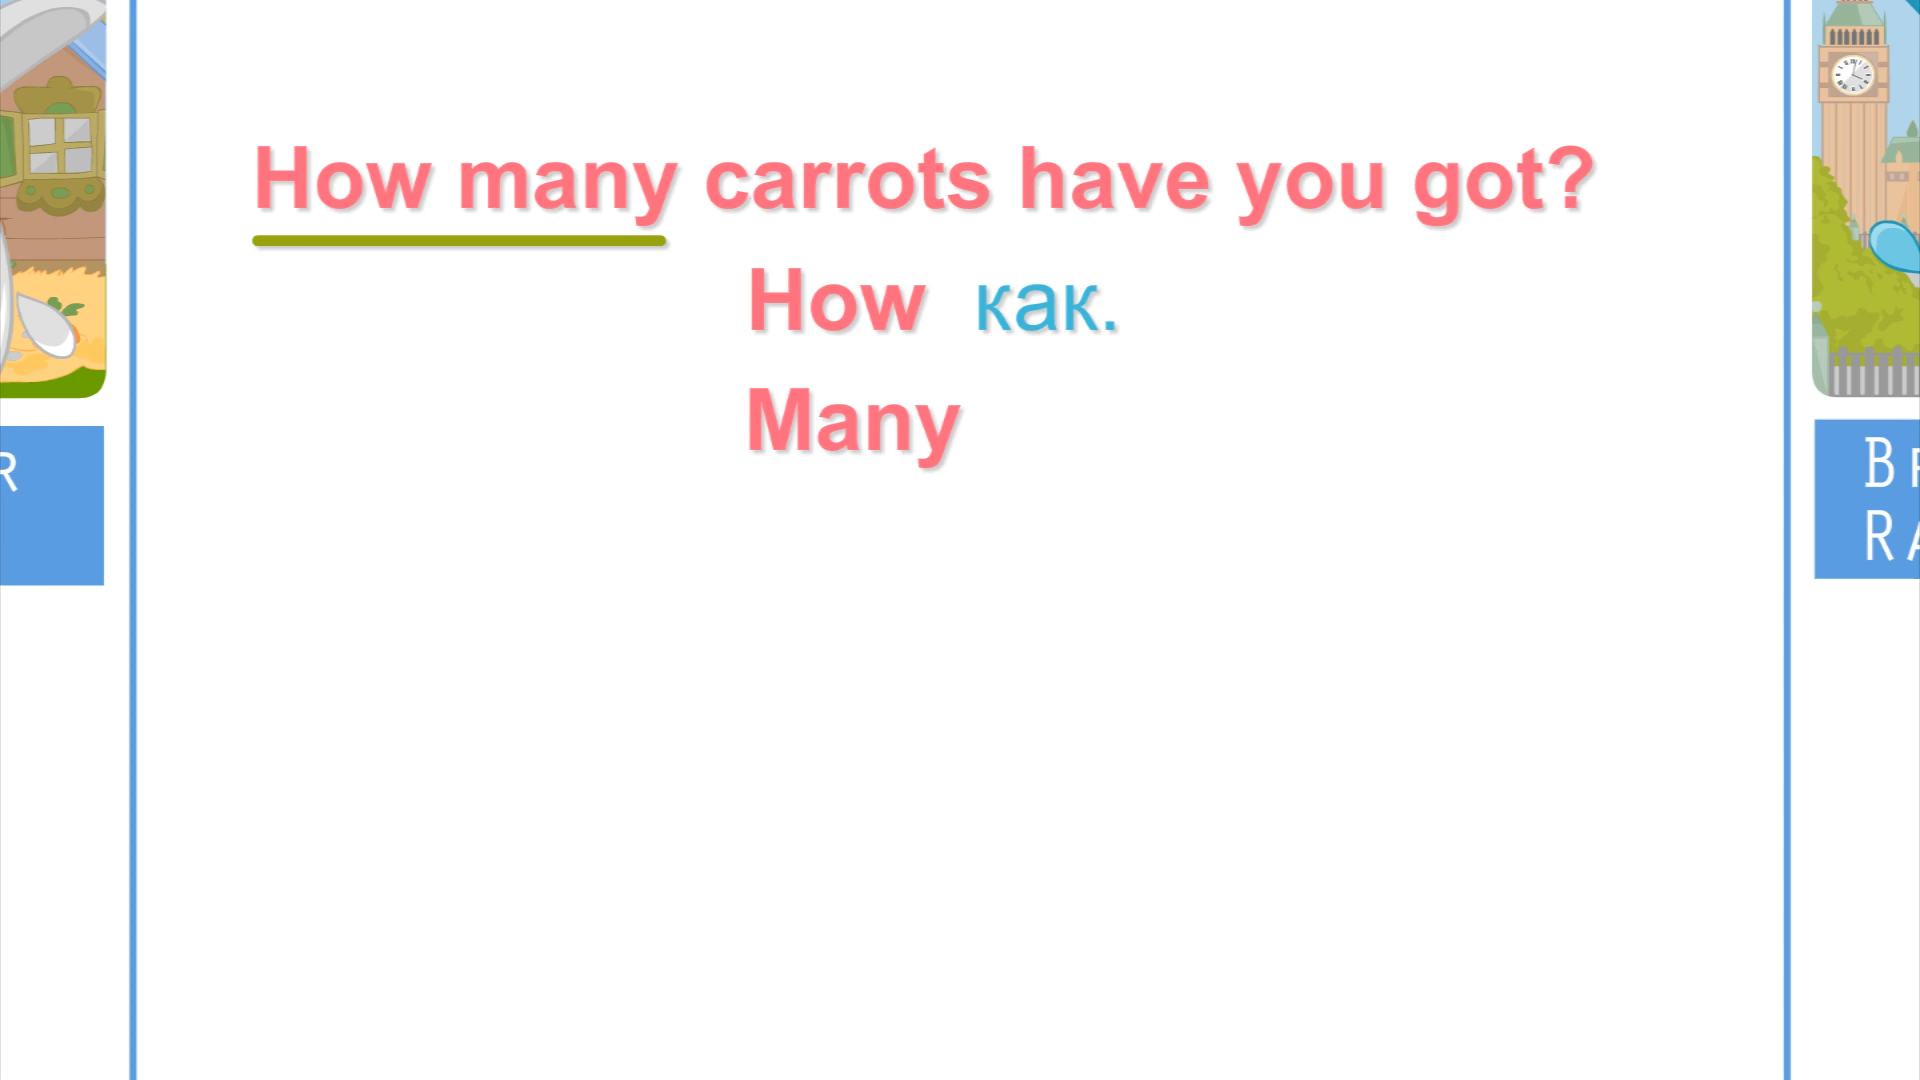 How many carrots have you got?
How как.
Many
R
B
R